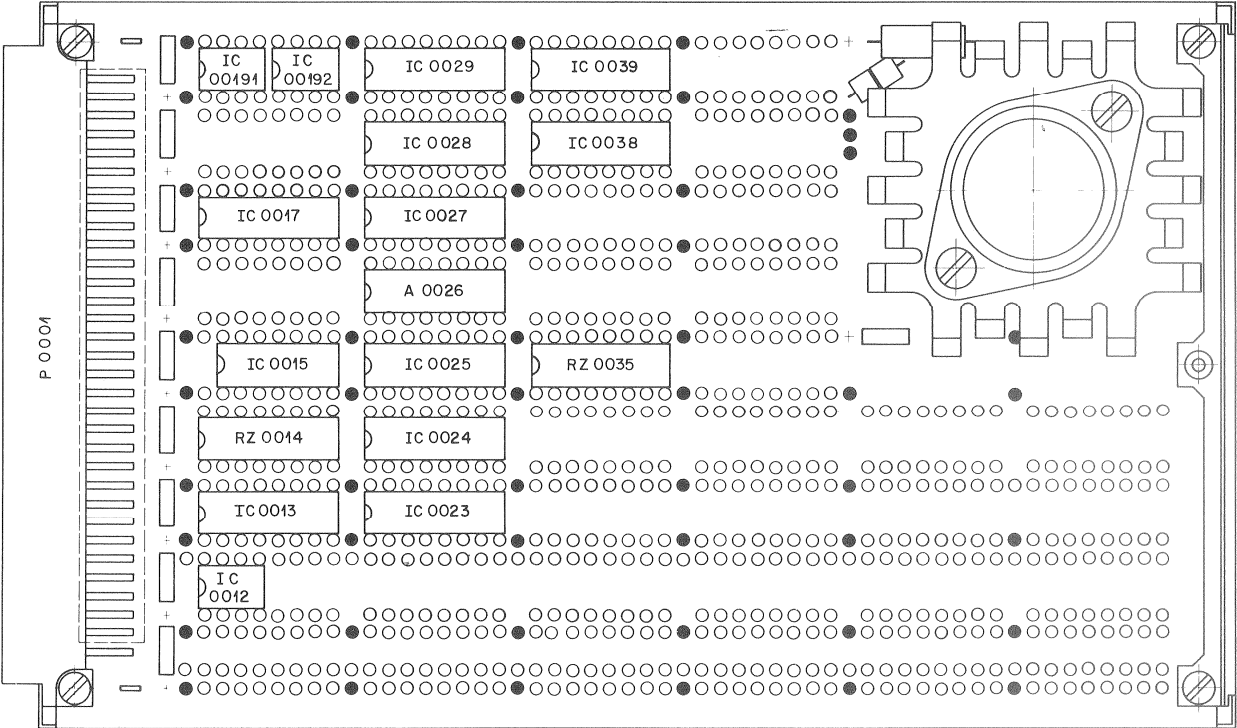 IC
00191
IC
00192
IC 0029
IC 0039
IC 0028
IC 0038
IC 0017
IC 0027
A 0026
P 0001
IC 0015
IC 0025
RZ 0035
RZ 0014
IC 0024
IC 0013
IC 0023
IC
0012